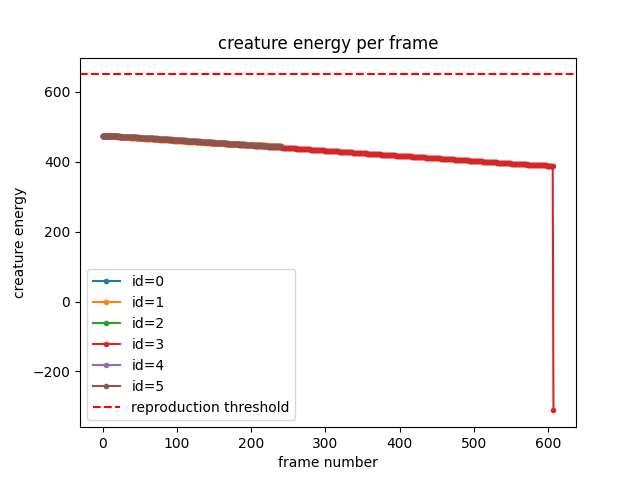 creature energy per frame
creature energy
600
400
200
0
−200
id=0
id=1
id=2
id=3
id=4
id=5
reproduction threshold
0
100
200
300
400
500
600
frame number